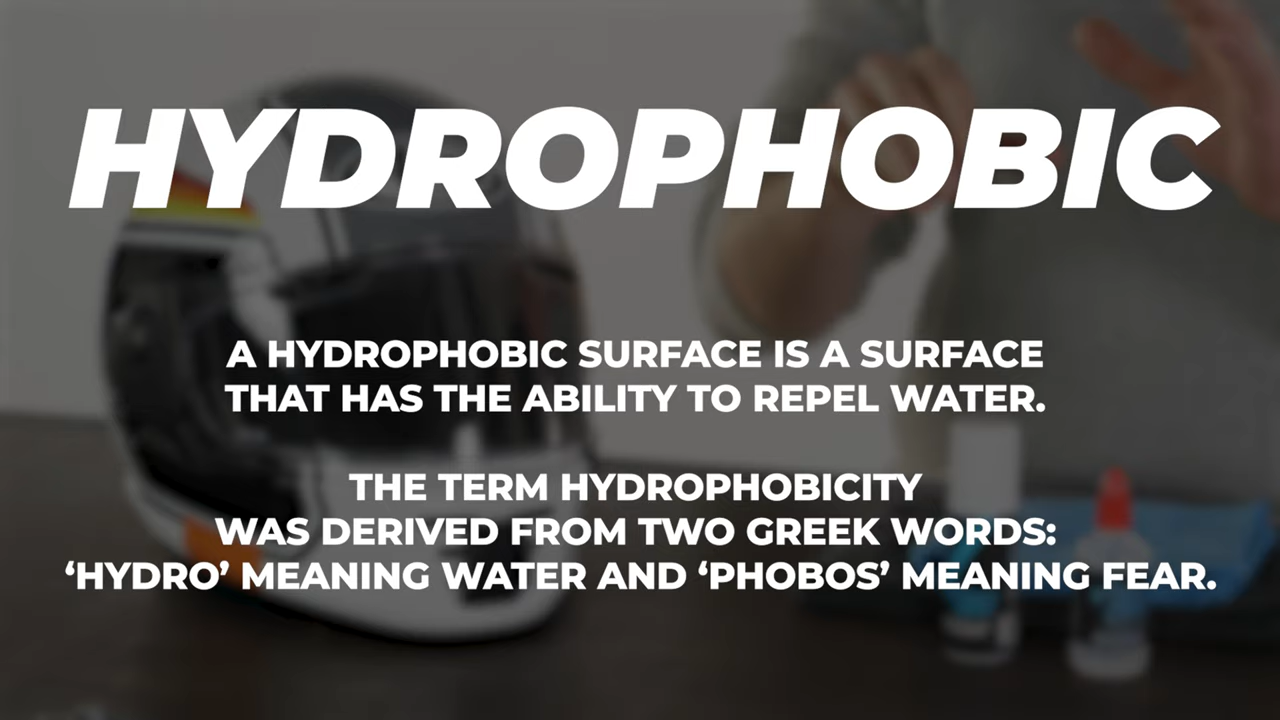 HYDROPHOBIC
A HYDROPHOBIC SURFACE IS A SURFACE
THAT HAS THE ABILITY TO REPEL WATER.
THE TERM HYDROPHOBICITY
WAS DERIVED FROM TWO GREEK WORDS:
‘HYDRO’ MEANING WATER AND ‘PHOBOS’ MEANING FEAR.